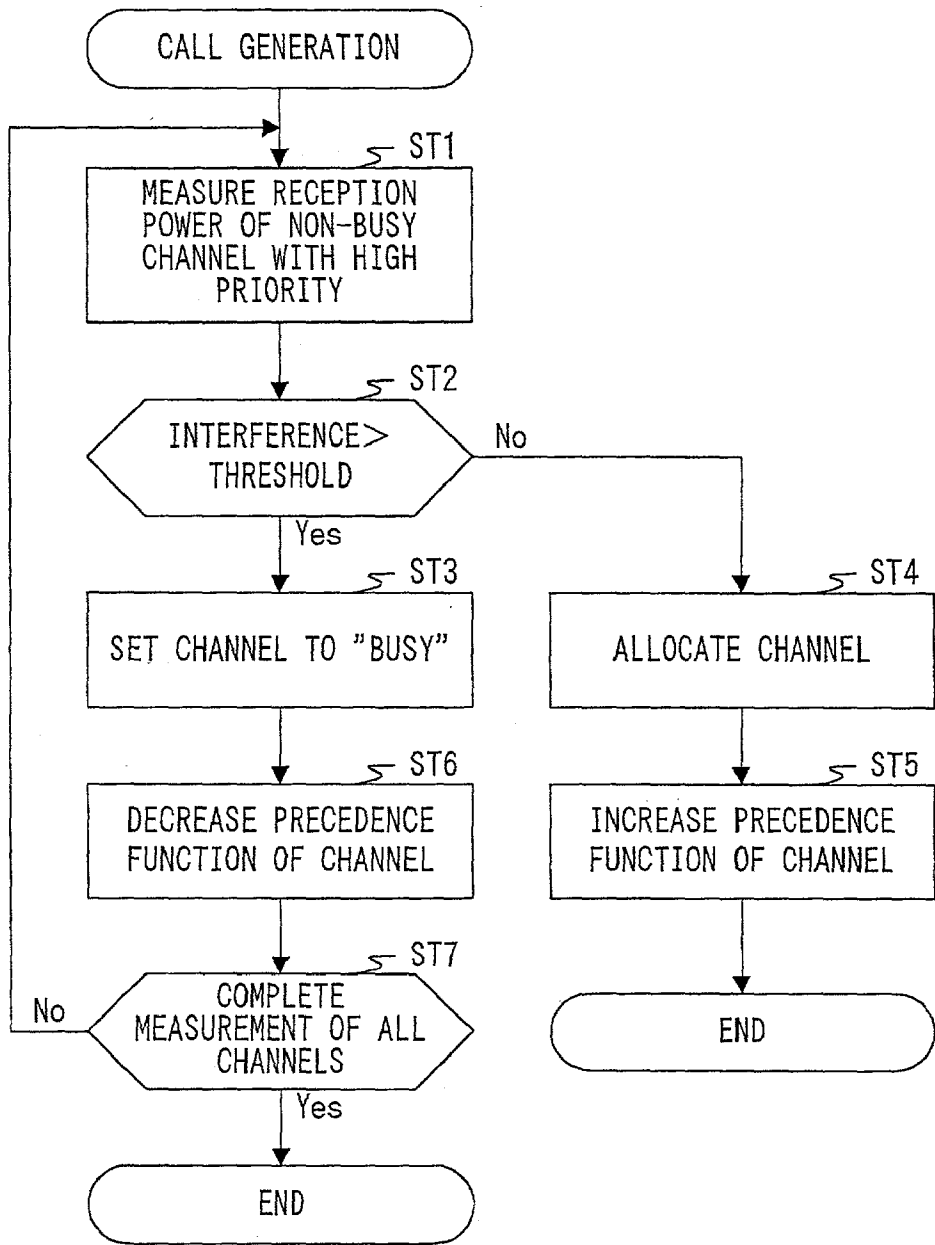 CALL GENERATION
ST1
MEASURE RECEPTION
POWER OF NON-BUSY
CHANNEL WITH HIGH
PRIORITY
ST2
INTERFERENCE>
THRESHOLD
No
Yes
ST3
SET CHANNEL TO "BUSY"
ST4
ALLOCATE CHANNEL
ST6
DECREASE PRECEDENCE
FUNCTION OF CHANNEL
ST5
INCREASE PRECEDENCE
FUNCTION OF CHANNEL
ST7
COMPLETE
MEASUREMENT OF ALL
CHANNELS
No
Yes
END
END